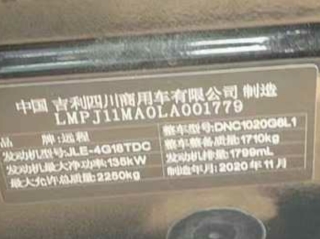 中国 吉利四川商用车有限公司 制造
LMPJ11MA0LA001779
品 牌:远程 整车型号:DNC1020G6L1
发动机型号:JLE-4G18TDC 整车整备质量:1710kg
发动机最大净功率:135kW 发动机排量:1799mL
最大允许总质量:2250kg 制造年月:2020年11月